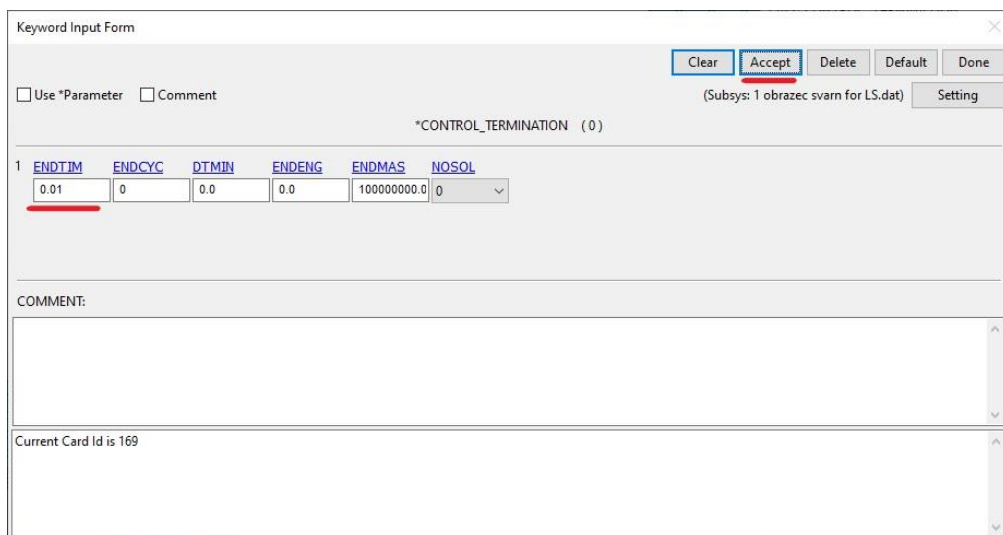 Keyword Input Form
Clear Accept Delete Default Done
Use *Parameter Comment (Subsys: 1 obrazec svarn for LS.dat) Setting
*CONTROL_TERMINATION (0)
1 ENDTIM ENDCYC DTMIN ENDENG ENDMAS NOSOL
0.01 0 0.0 0.0 100000000.0 0
COMMENT:
Current Card Id is 169